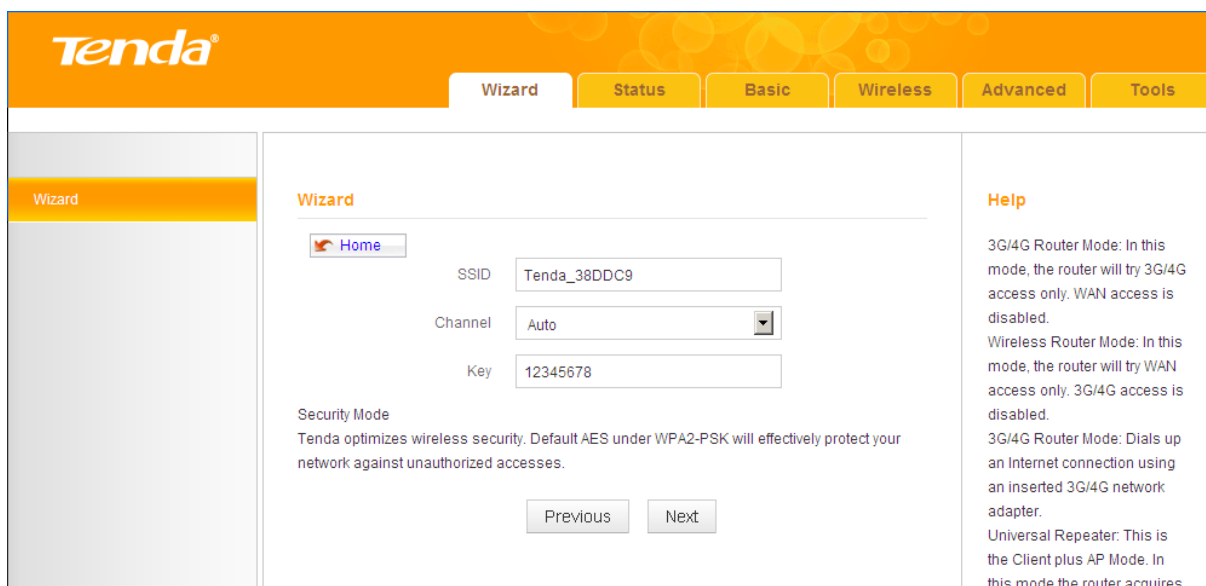 Tenda®
Wizard Status Basic Wireless Advanced Tools
Wizard
Wizard
Home
SSID Tenda_38DDC9
Channel Auto
Key 12345678
Security Mode
Tenda optimizes wireless security. Default AES under WPA2-PSK will effectively protect your
network against unauthorized accesses.
Previous Next
Help
3G/4G Router Mode: In this
mode, the router will try 3G/4G
access only. WAN access is
disabled.
Wireless Router Mode: In this
mode, the router will try WAN
access only. 3G/4G access is
disabled.
3G/4G Router Mode: Dials up
an Internet connection using
an inserted 3G/4G network
adapter.
Universal Repeater: This is
the Client plus AP Mode. In
this mode the router acquires